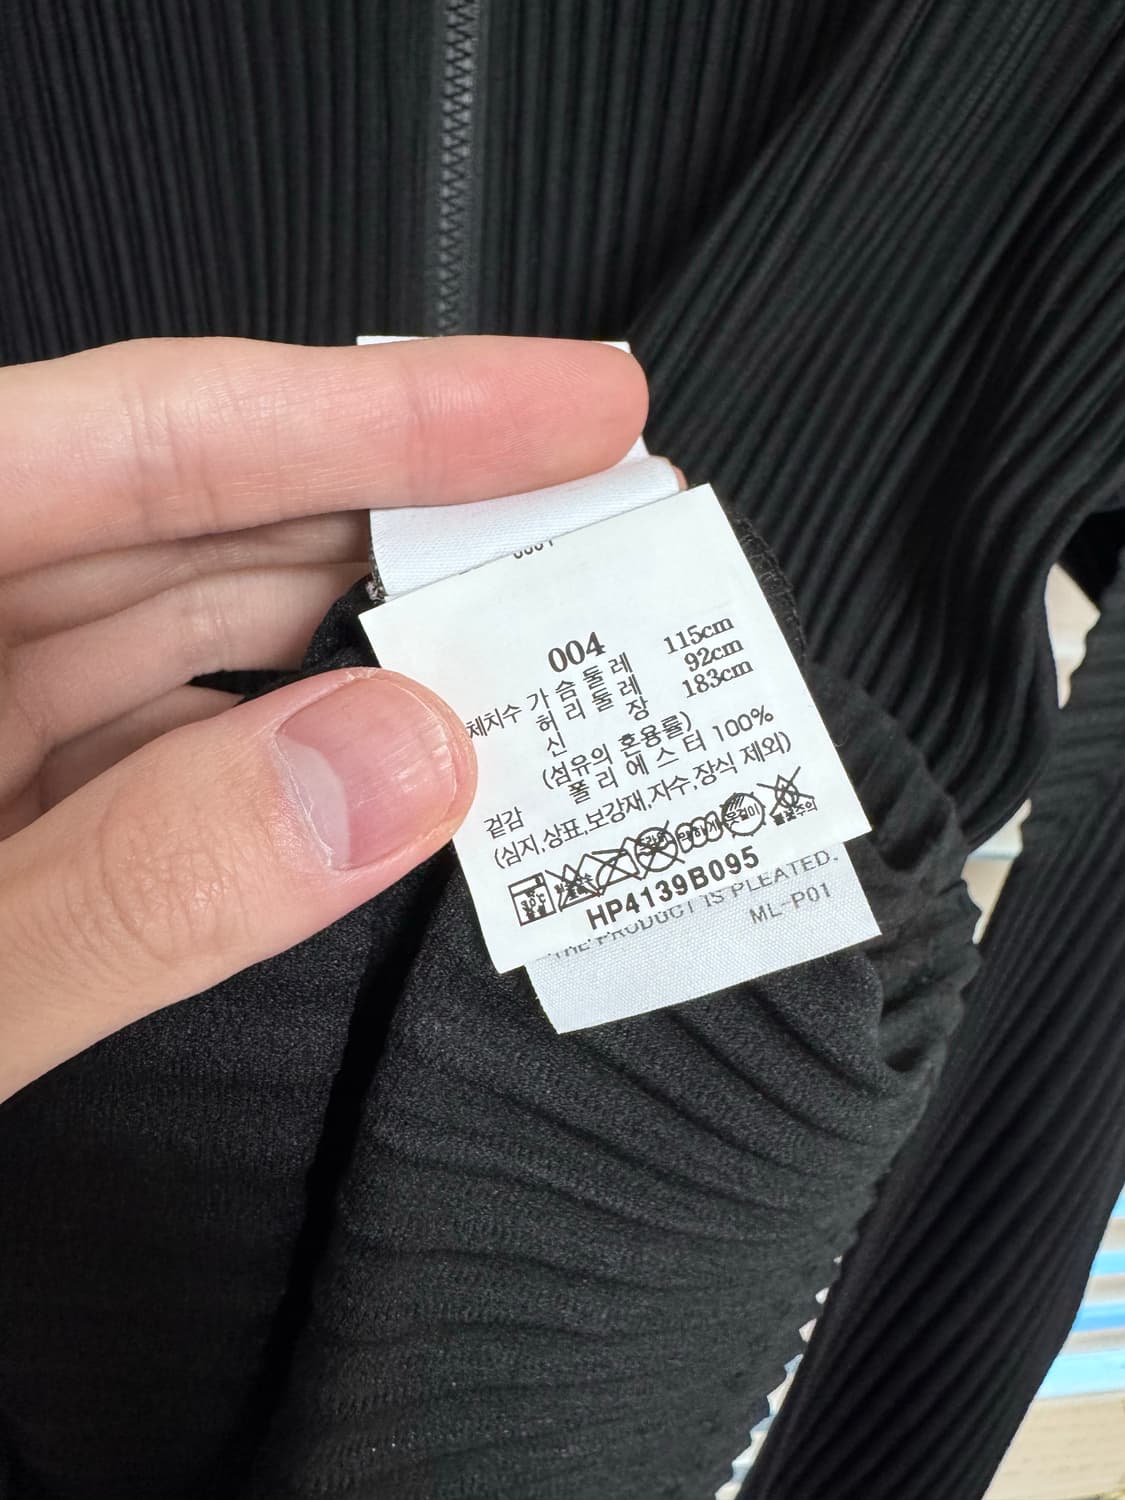 004
체치수 가슴둘레 115cm
허리둘레 92cm
신장 183cm
(섬유의 혼용률)
겉감 폴리에스터 100%
(심지,상표,보강재,자수,장식 제외)
30℃
HP4139B095
THE PRODUCT IS PLEATED.
ML-P01